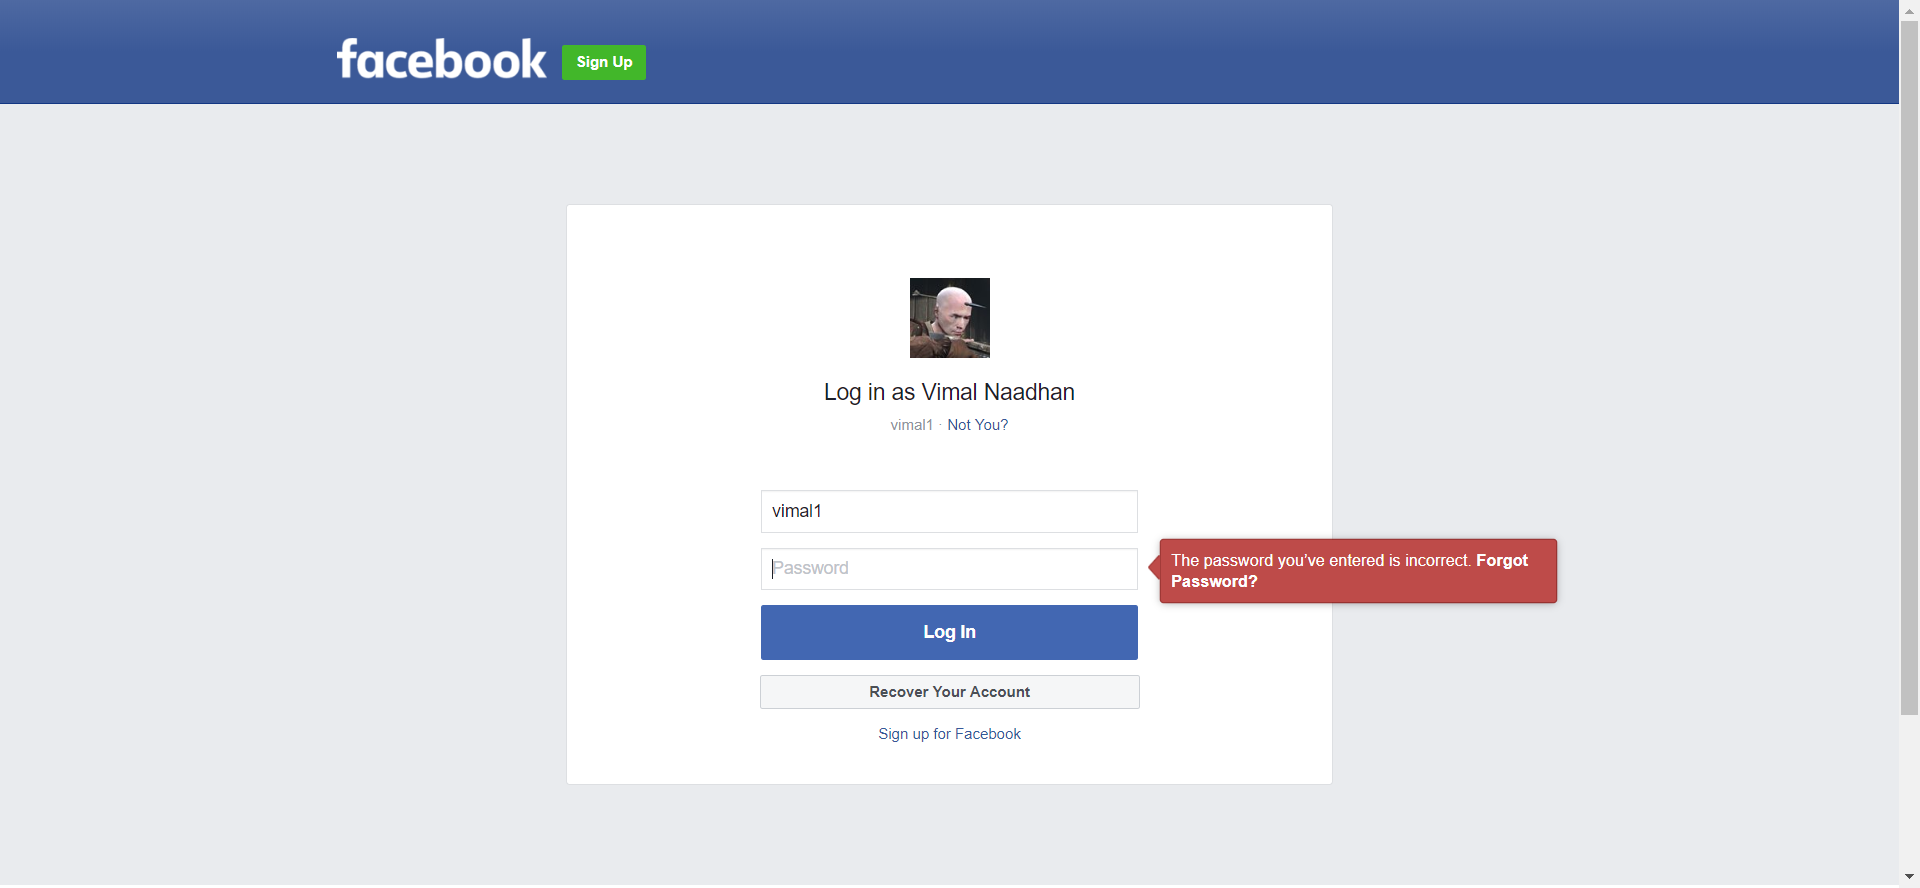 facebook Sign Up
Log in as Vimal Naadhan
vimal1 · Not You?
vimal1
Password
The password you’ve entered is incorrect. Forgot
Password?
Log In
Recover Your Account
Sign up for Facebook